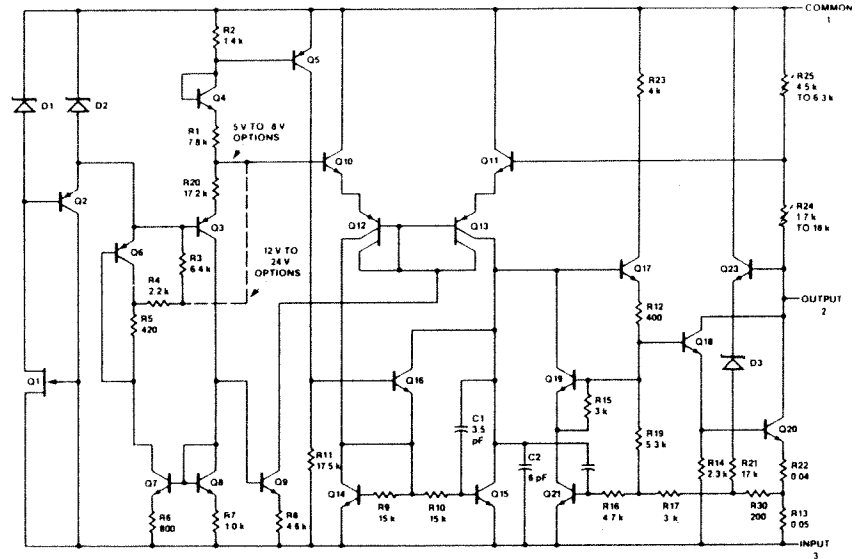 COMMON
1
R2
1.4 k
Q5
R23
4 k
R25
4.5 k
TO 6.3 k
D1
D2
Q4
R1
7.8 k
5 V TO 8 V
OPTIONS
Q10
Q11
Q2
R20
17.2 k
Q12
Q13
R24
1.7 k
TO 18 k
Q6
R3
6.4 k
Q3
R4
2.2 k
12 V TO
24 V
OPTIONS
Q17
Q23
R5
420
R12
400
OUTPUT
2
Q18
Q1
Q16
Q19
R15
3 k
D3
C1
3.5
pF
Q20
R11
17.5 k
R19
5.3 k
Q7
Q8
Q9
C2
6 pF
R14
2.3 k
R21
17 k
R22
0.04
R6
800
R7
1.0 k
R8
4.6 k
Q14
R9
15 k
R10
15 k
Q15
Q21
R16
4.7 k
R17
3 k
R30
200
R13
0.05
INPUT
3